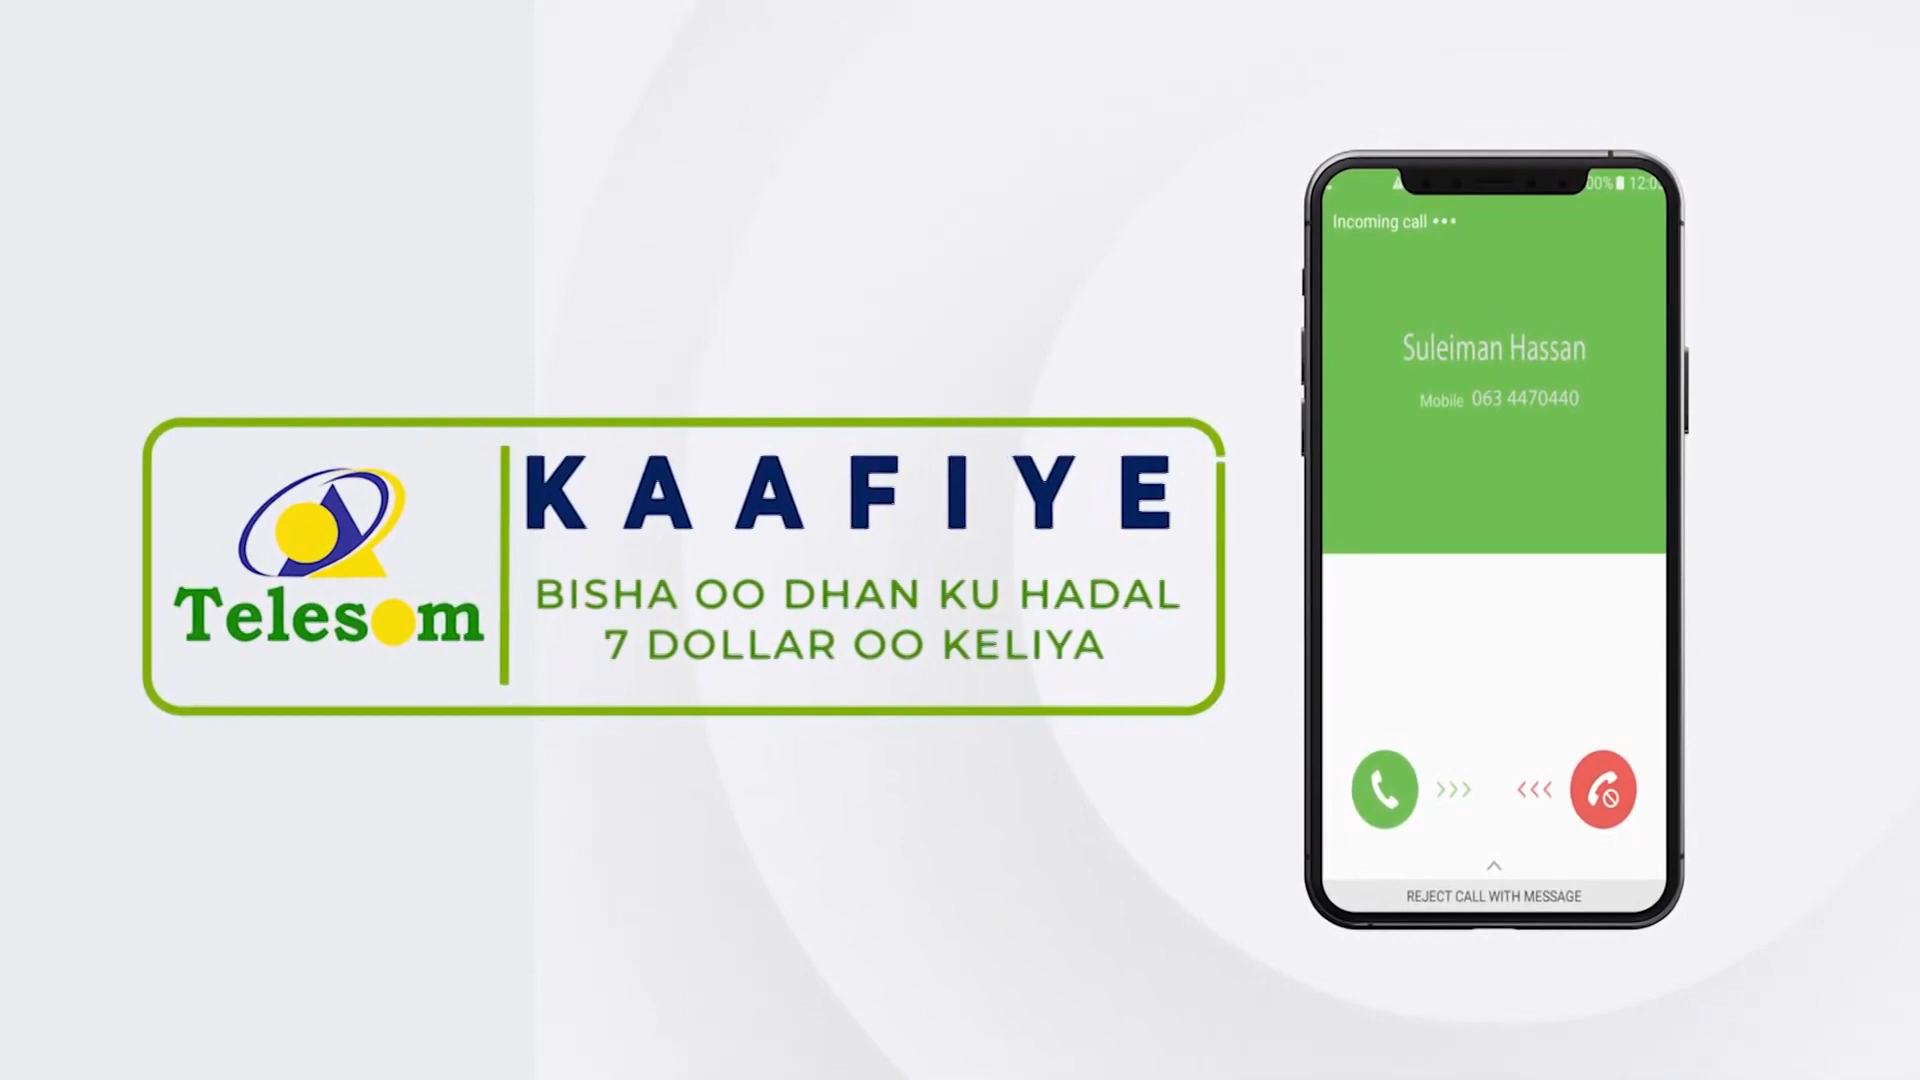 Telesom
KAAFIYE
BISHA OO DHAN KU HADAL
7 DOLLAR OO KELIYA
Incoming call •••
Suleiman Hassan
Mobile 063 4470440
REJECT CALL WITH MESSAGE